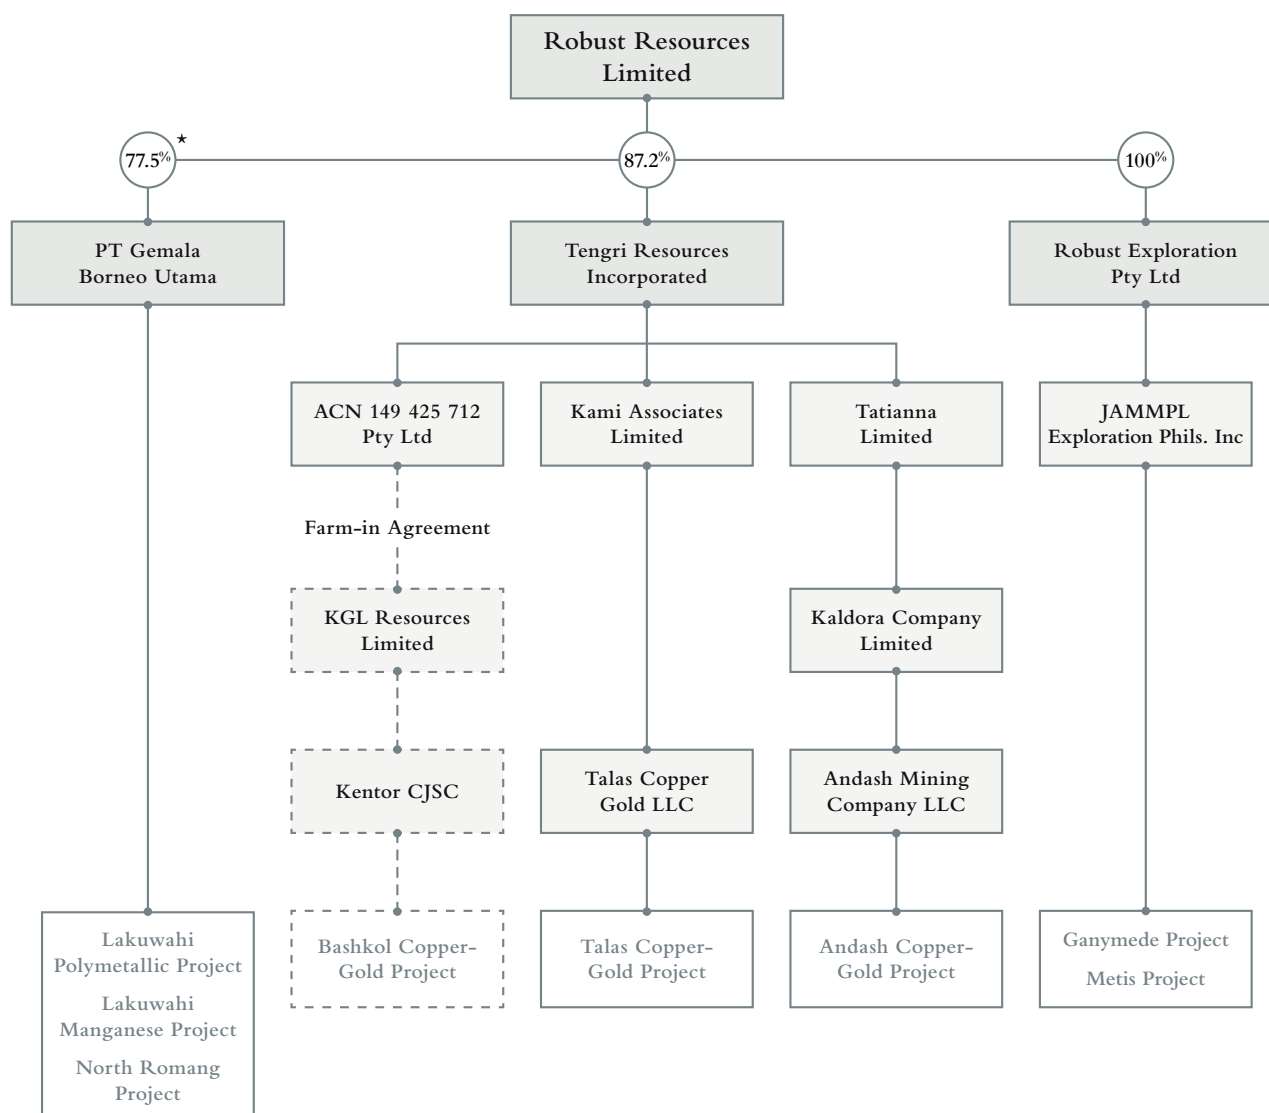 Robust Resources
Limited
77.5%
★
87.2%
100%
PT Gemala
Borneo Utama
Tengri Resources
Incorporated
Robust Exploration
Pty Ltd
ACN 149 425 712
Pty Ltd
Kami Associates
Limited
Tatianna
Limited
JAMMPL
Exploration Phils. Inc
Farm-in Agreement
KGL Resources
Limited
Kaldora Company
Limited
Kentor CJSC
Talas Copper
Gold LLC
Andash Mining
Company LLC
Lakuwahi
Polymetallic Project
Lakuwahi
Manganese Project
North Romang
Project
Bashkol Copper-
Gold Project
Talas Copper-
Gold Project
Andash Copper-
Gold Project
Ganymede Project
Metis Project